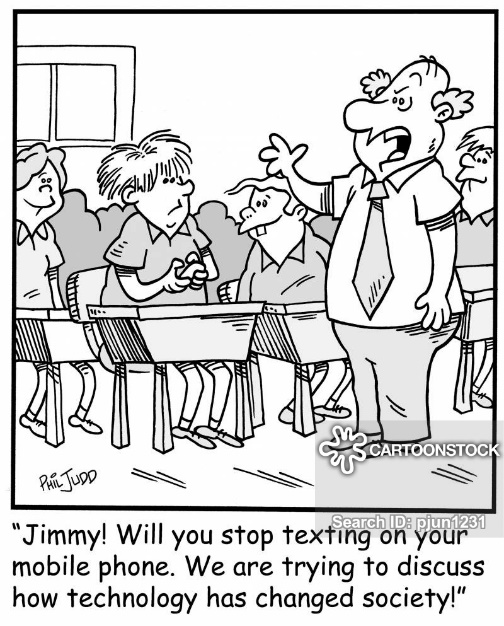 PHIL JUDD
CARTOONSTOCK
Search ID: pjun1231
“Jimmy! Will you stop texting on your
mobile phone. We are trying to discuss
how technology has changed society!”